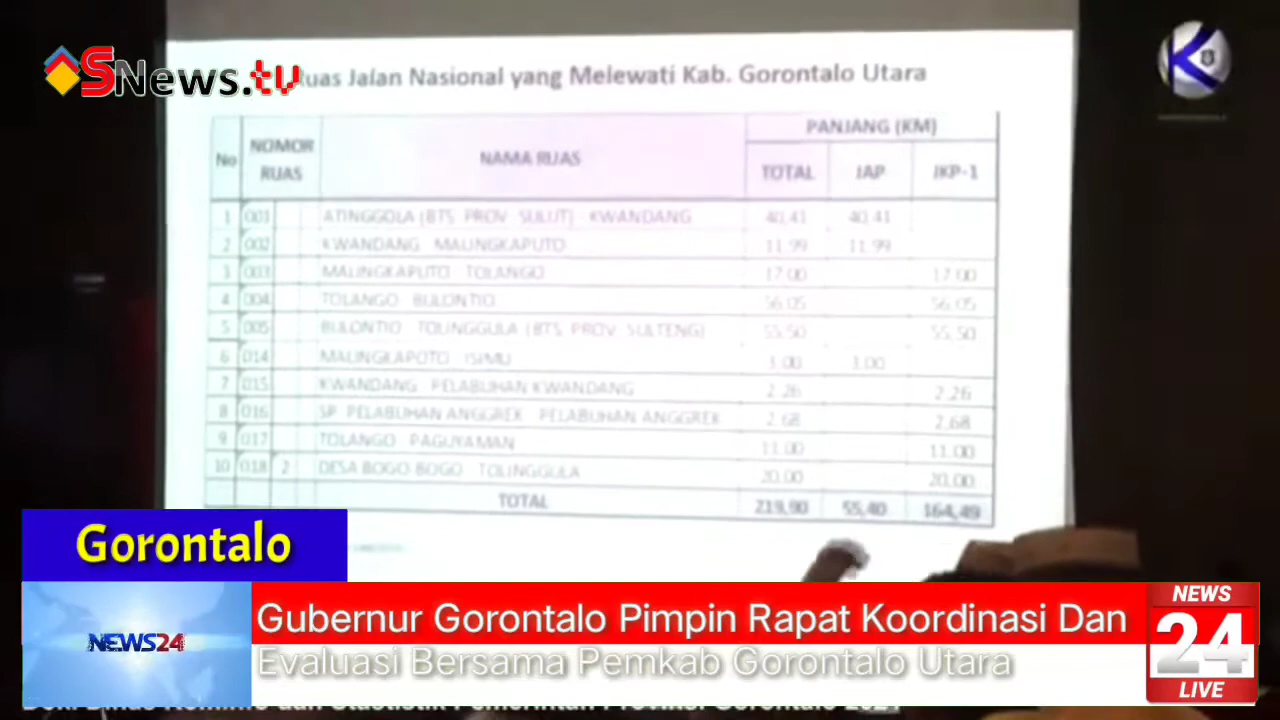 SNews.tv
Ruas Jalan Nasional yang Melewati Kab. Gorontalo Utara
K 8
No NOMOR RUAS NAMA RUAS PANJANG (KM)
TOTAL JAP JKP-1
1 001 ATINGGOLA (BTS. PROV. SULUT) KWANDANG 40,41 40,41
2 002 KWANDANG MALINGKAPUTO 11.99 11.99
3 003 MALINGKAPUTO TOLANGO 17.00 17.00
4 004 TOLANGO BULONTIO 56.05 56.05
5 005 BULONTIO TOLINGGULA (BTS. PROV. SULTENG) 55.50 55.50
6 014 MALINGKAPOTO ISIMU 3.00 3.00
7 015 KWANDANG PELABUHAN KWANDANG 2.26 2.26
8 016 SP. PELABUHAN ANGGREK PELABUHAN ANGGREK 2.68 2.68
9 017 TOLANGO PAGUYAMAN 11.00 11.00
10 018 2 DESA BOGO BOGO TOLINGGULA 20.00 20.00
TOTAL 219,90 55,40 164,49
Gorontalo
NEWS24
Gubernur Gorontalo Pimpin Rapat Koordinasi Dan
Evaluasi Bersama Pemkab Gorontalo Utara
NEWS
24
LIVE